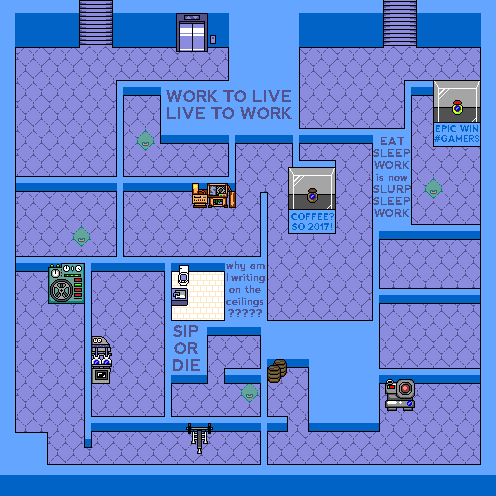 WORK TO LIVE
LIVE TO WORK
EPIC WIN
#GAMERS
EAT
SLEEP
WORK
is now
SLURP
SLEEP
WORK
COFFEE?
SO 2017!
why am
I writing
on the
ceilings
?????
SIP
OR
DIE